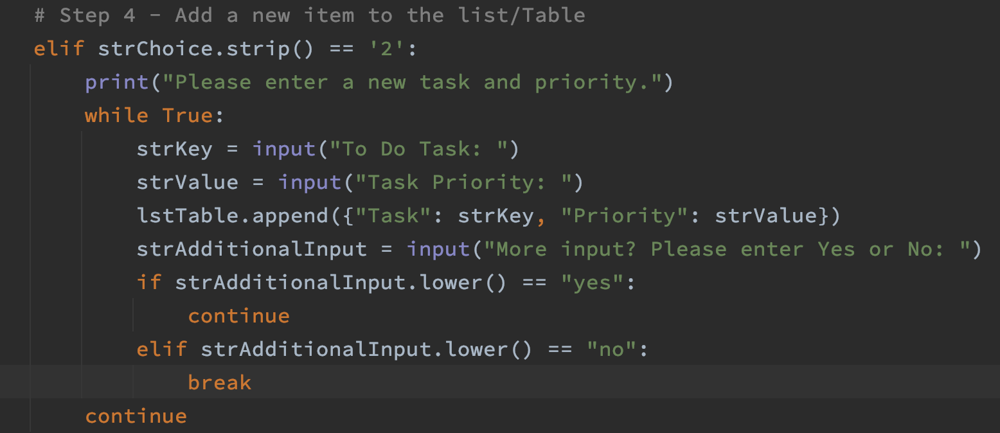 # Step 4 - Add a new item to the list/Table
elif strChoice.strip() == '2':
print("Please enter a new task and priority.")
while True:
strKey = input("To Do Task: ")
strValue = input("Task Priority: ")
lstTable.append({"Task": strKey, "Priority": strValue})
strAdditionalInput = input("More input? Please enter Yes or No: ")
if strAdditionalInput.lower() == "yes":
continue
elif strAdditionalInput.lower() == "no":
break
continue